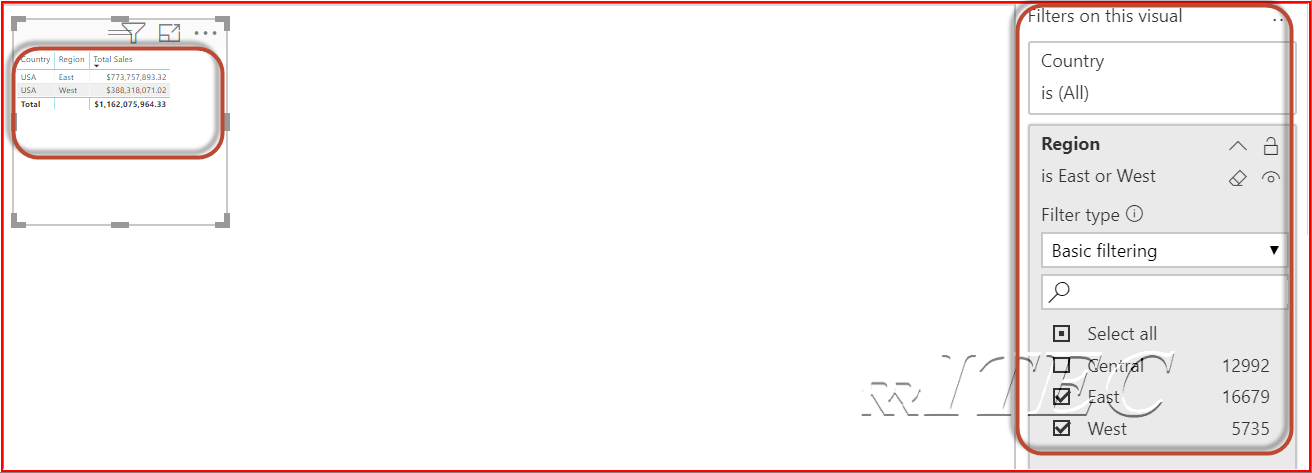 Country Region Total Sales
USA East $773,757,893.32
USA West $388,318,071.02
Total $1,162,075,964.33
Filters on this visual
Country
is (All)
Region
is East or West
Filter type
Basic filtering
Select all
Central 12992
East 16679
West 5735
RRITEC